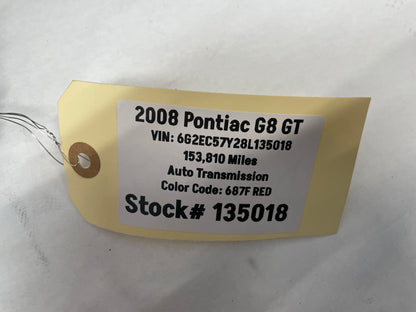 2008 Pontiac G8 GT
VIN: 6G2EC57Y28L135018
153,810 Miles
Auto Transmission
Color Code: 687F RED
Stock# 135018